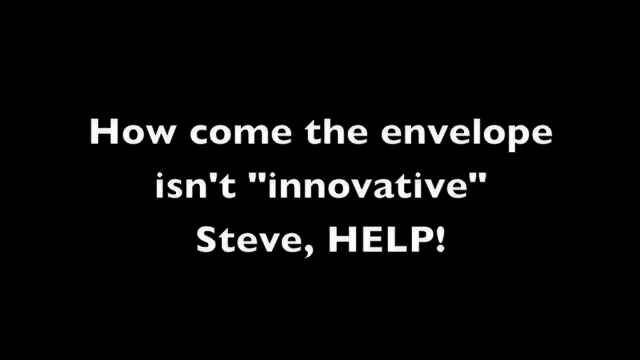 How come the envelope
isn't "innovative"
Steve, HELP!